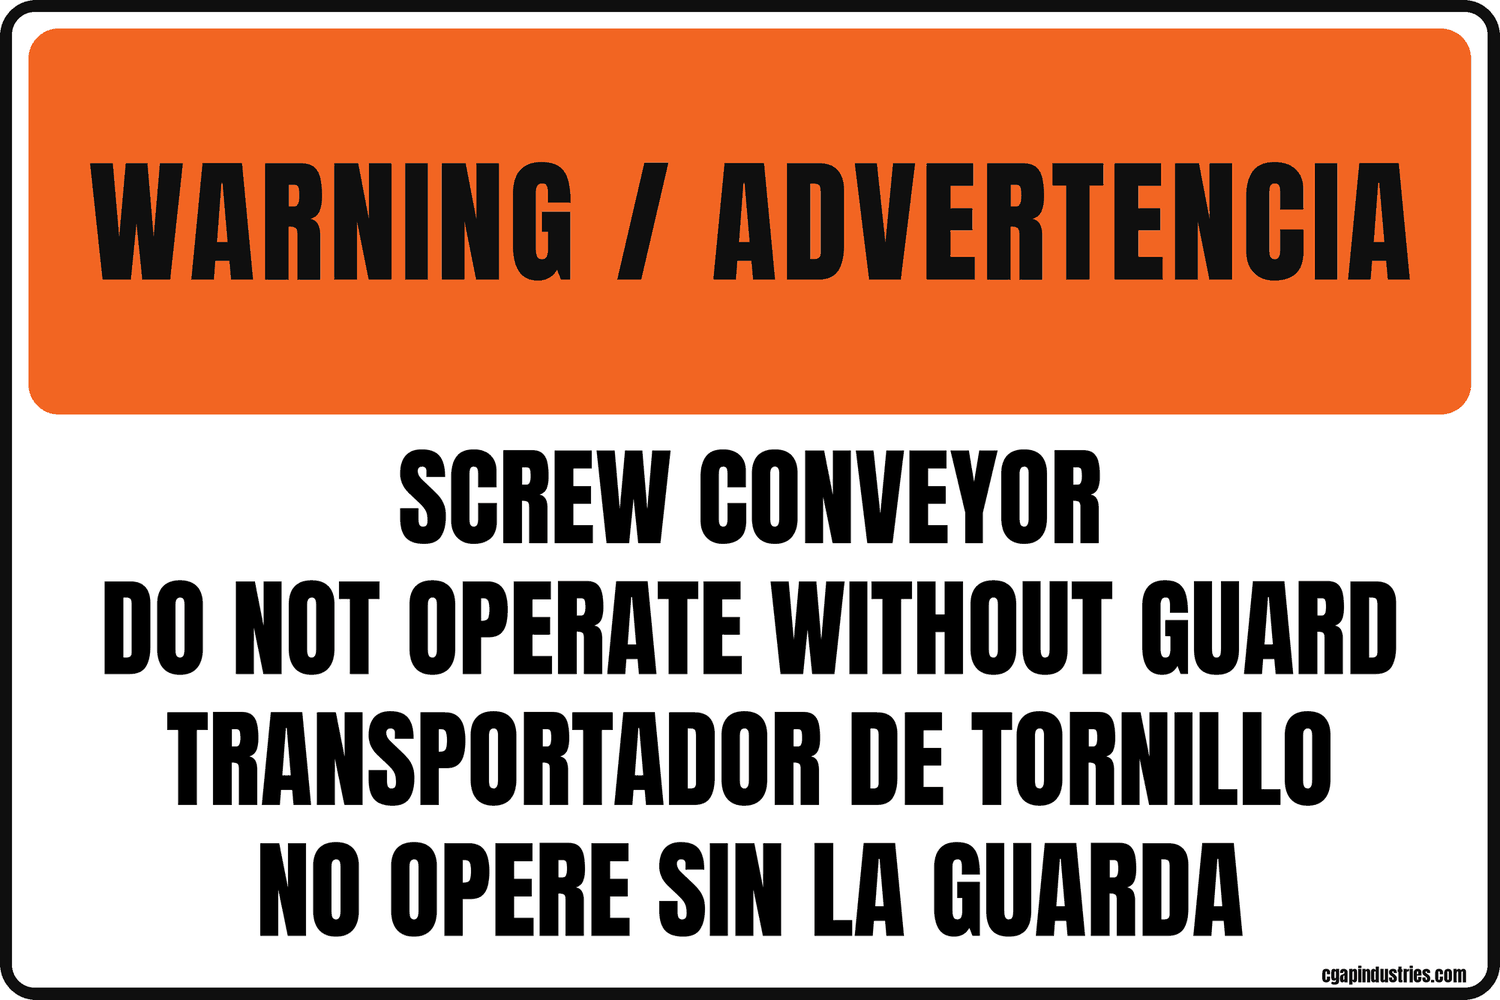 WARNING / ADVERTENCIA
SCREW CONVEYOR
DO NOT OPERATE WITHOUT GUARD
TRANSPORTADOR DE TORNILLO
NO OPERE SIN LA GUARDA
cgapindustries.com